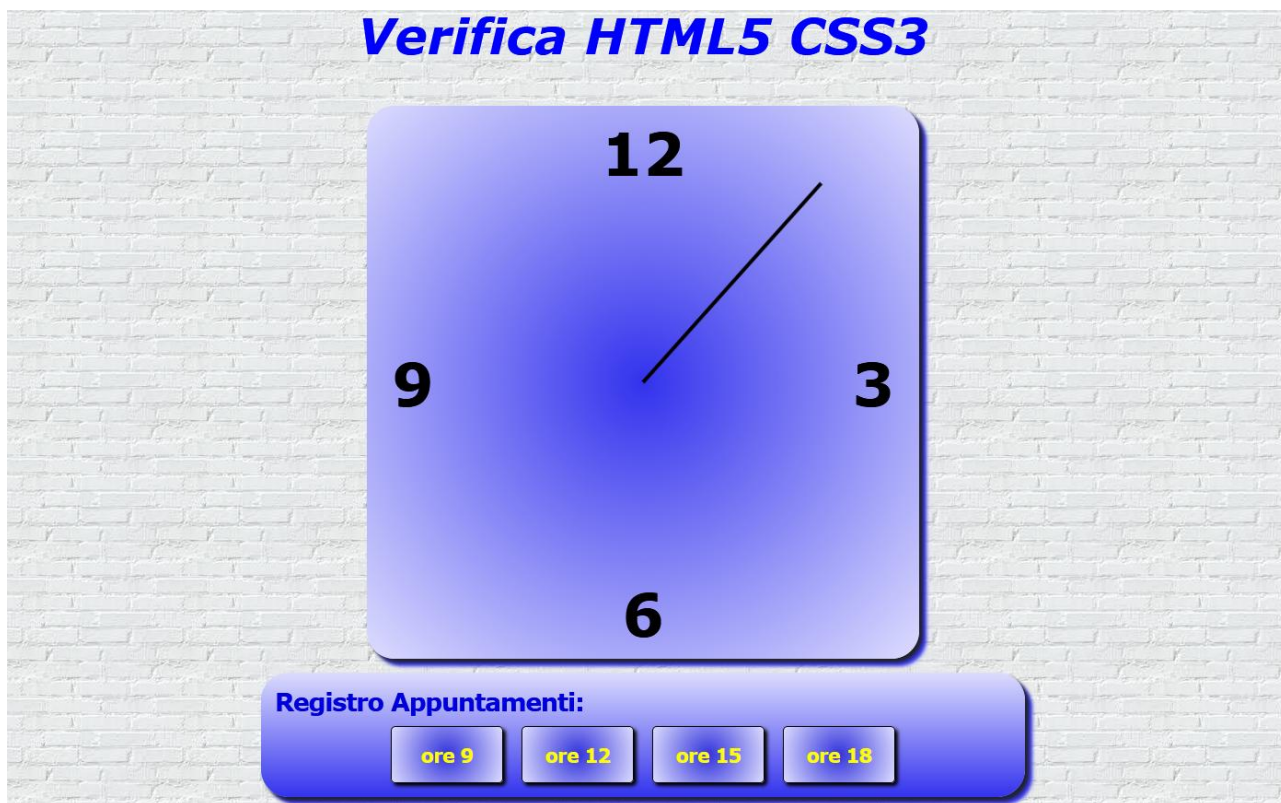 Verifica HTML5 CSS3
12
9
3
6
Registro Appuntamenti:
ore 9
ore 12
ore 15
ore 18